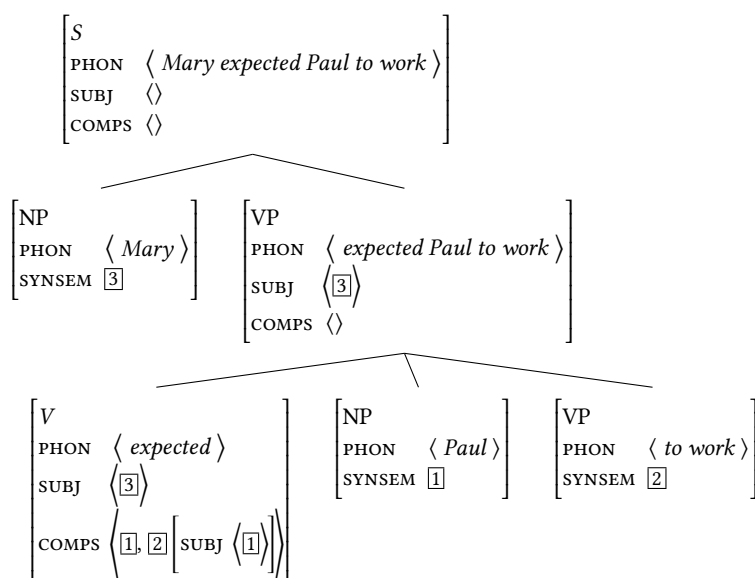 S
PHON ⟨ Mary expected Paul to work ⟩
SUBJ ⟨⟩
COMPS ⟨⟩
NP
PHON ⟨ Mary ⟩
SYNSEM 3
VP
PHON ⟨ expected Paul to work ⟩
SUBJ ⟨3⟩
COMPS ⟨⟩
V
PHON ⟨ expected ⟩
SUBJ ⟨3⟩
COMPS ⟨1, 2[SUBJ ⟨1⟩]⟩
NP
PHON ⟨ Paul ⟩
SYNSEM 1
VP
PHON ⟨ to work ⟩
SYNSEM 2